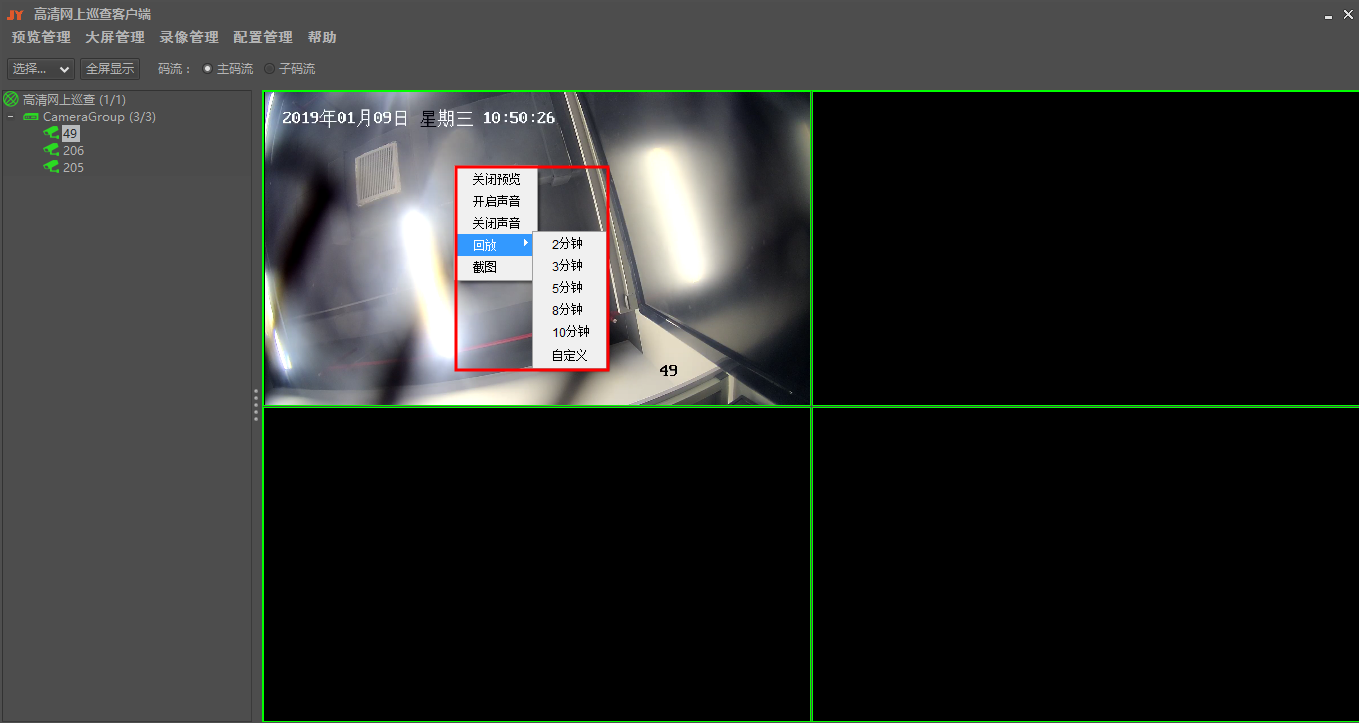 JY 高清网上巡查客户端
预览管理 大屏管理 录像管理 配置管理 帮助
选择... 全屏显示 码流： 主码流 子码流
高清网上巡查 (1/1)
CameraGroup (3/3)
49
206
205
2019年01月09日 星期三 10:50:26
关闭预览
开启声音
关闭声音
回放
截图
2分钟
3分钟
5分钟
8分钟
10分钟
自定义
49